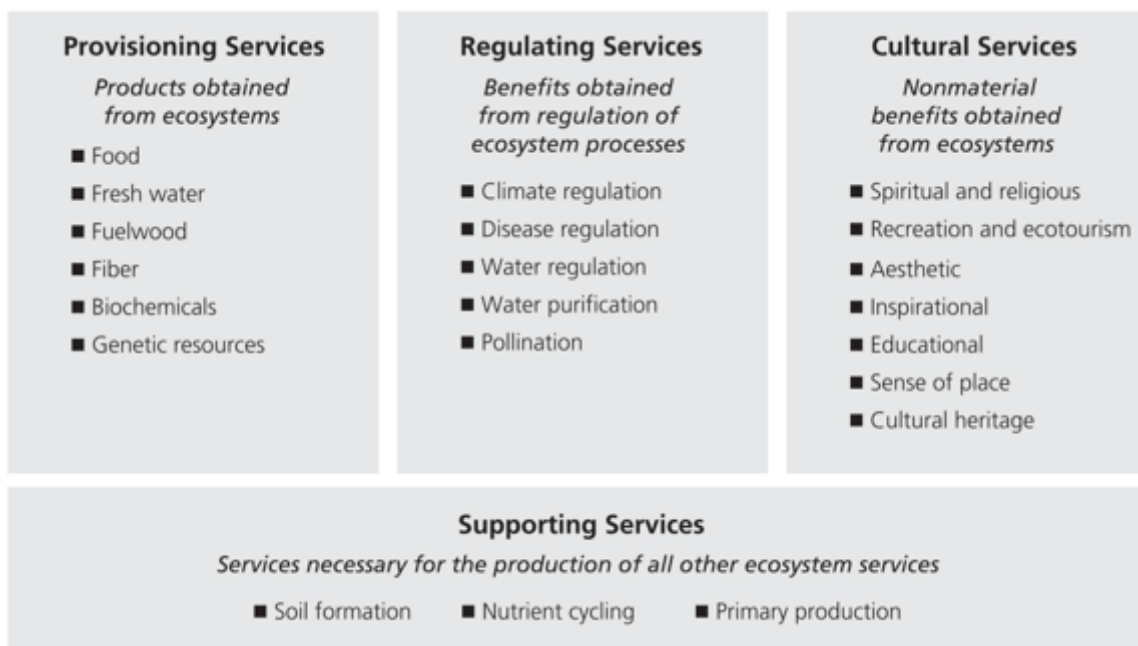 Provisioning Services
Products obtained
from ecosystems
■ Food
■ Fresh water
■ Fuelwood
■ Fiber
■ Biochemicals
■ Genetic resources
Regulating Services
Benefits obtained
from regulation of
ecosystem processes
■ Climate regulation
■ Disease regulation
■ Water regulation
■ Water purification
■ Pollination
Cultural Services
Nonmaterial
benefits obtained
from ecosystems
■ Spiritual and religious
■ Recreation and ecotourism
■ Aesthetic
■ Inspirational
■ Educational
■ Sense of place
■ Cultural heritage
Supporting Services
Services necessary for the production of all other ecosystem services
■ Soil formation ■ Nutrient cycling ■ Primary production